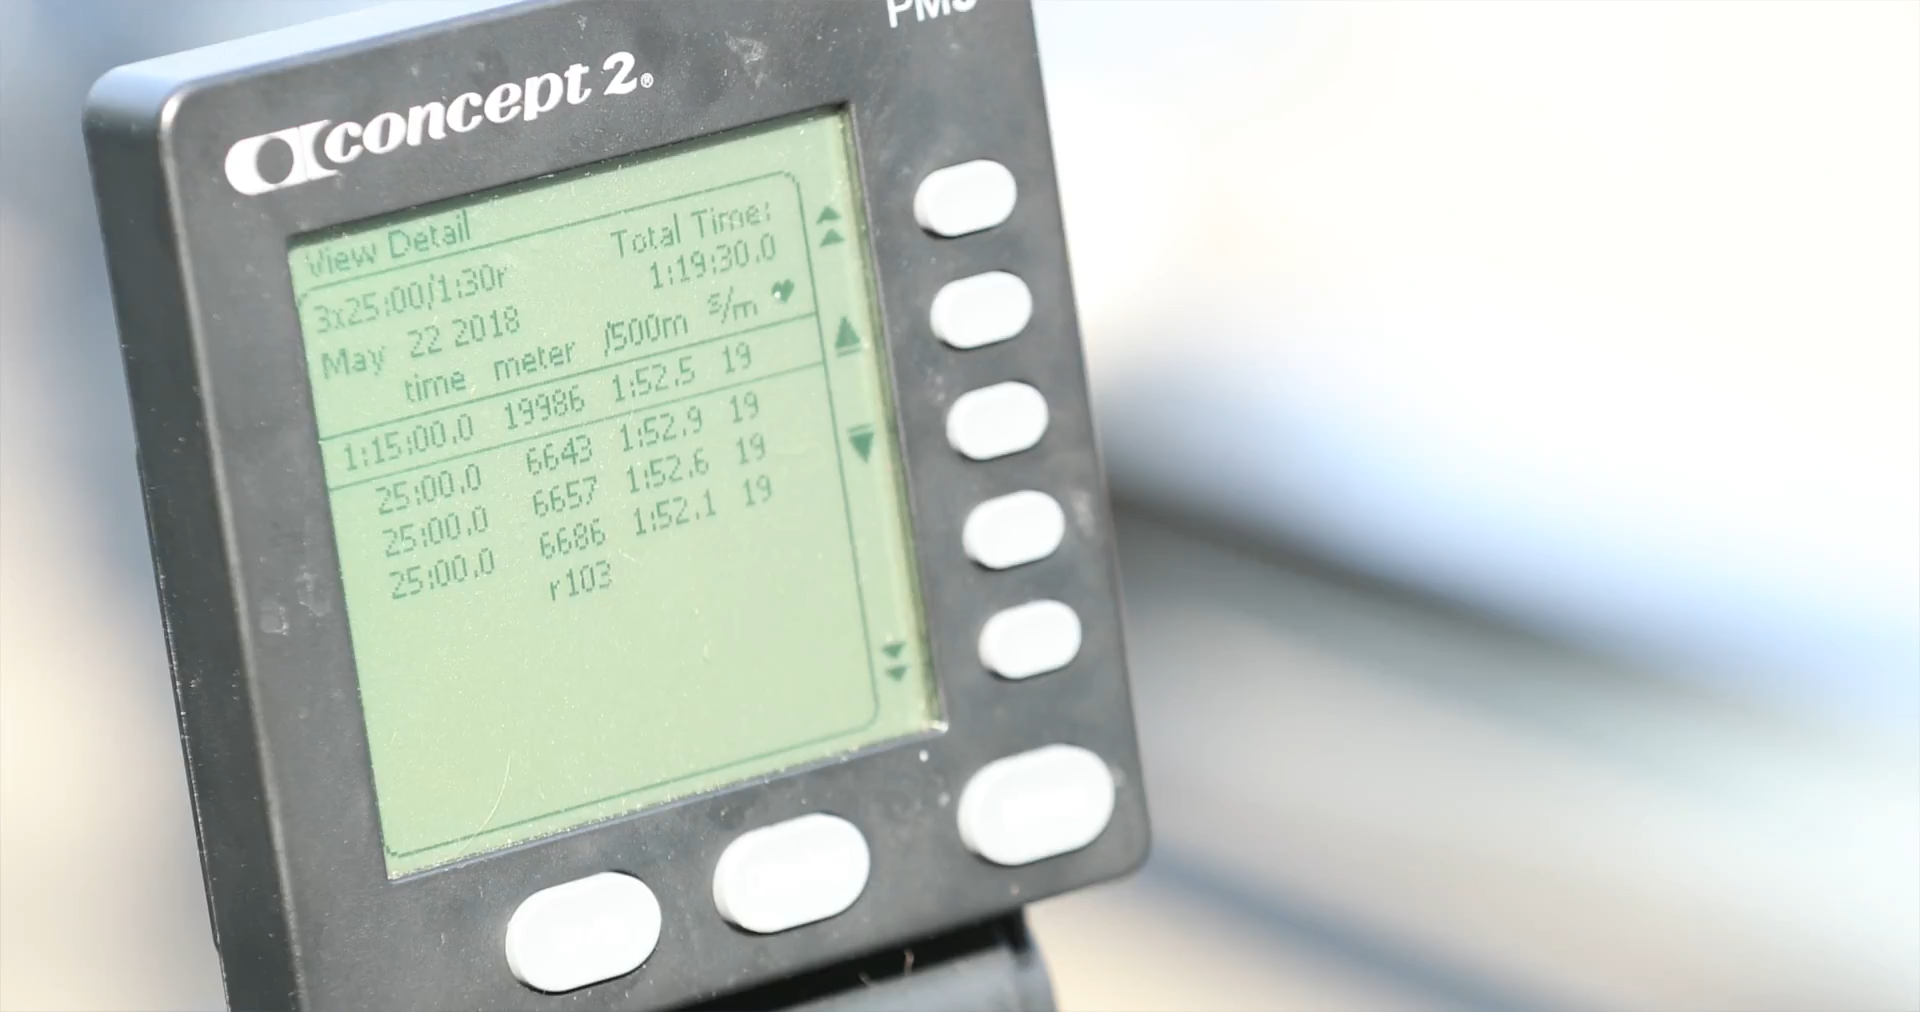 PM5
concept 2®
View Detail
3x25:00/1:30r Total Time:
May 22 2018 1:19:30.0
time meter /500m s/m
1:15:00.0 19986 1:52.5 19
25:00.0 6643 1:52.9 19
25:00.0 6657 1:52.6 19
25:00.0 6686 1:52.1 19
r103